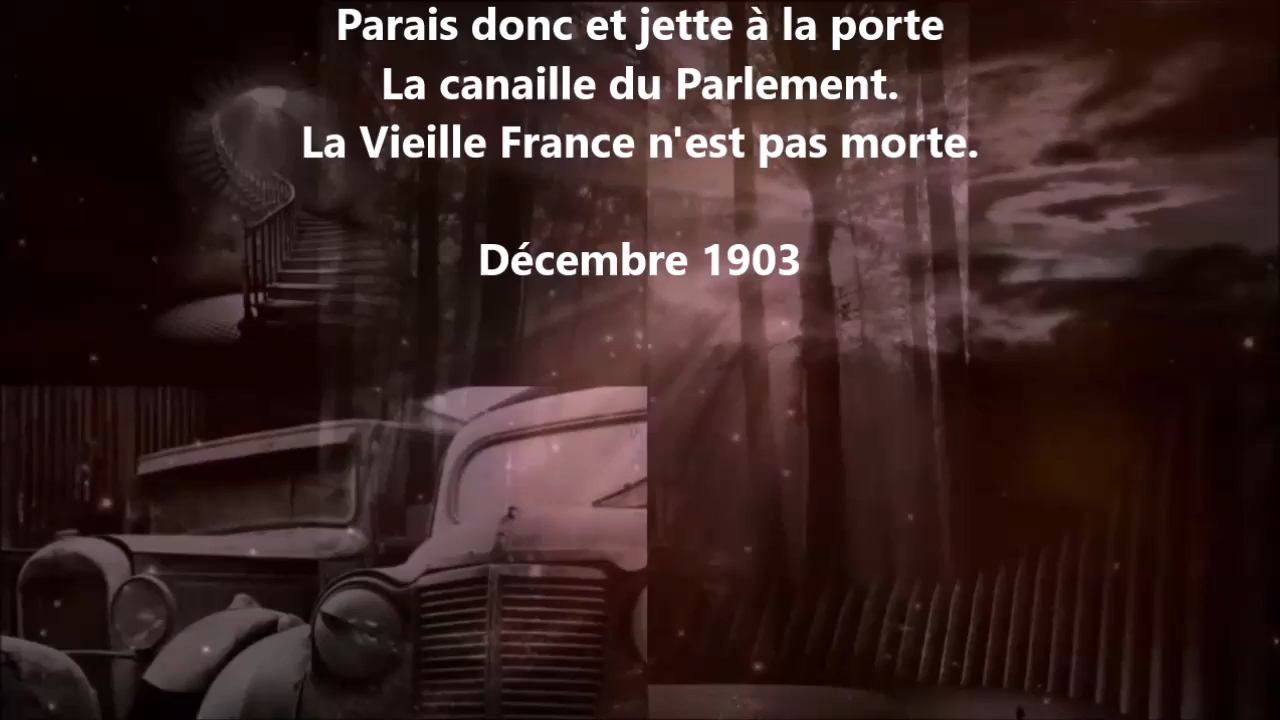 Parais donc et jette à la porte
La canaille du Parlement.
La Vieille France n'est pas morte.
Décembre 1903